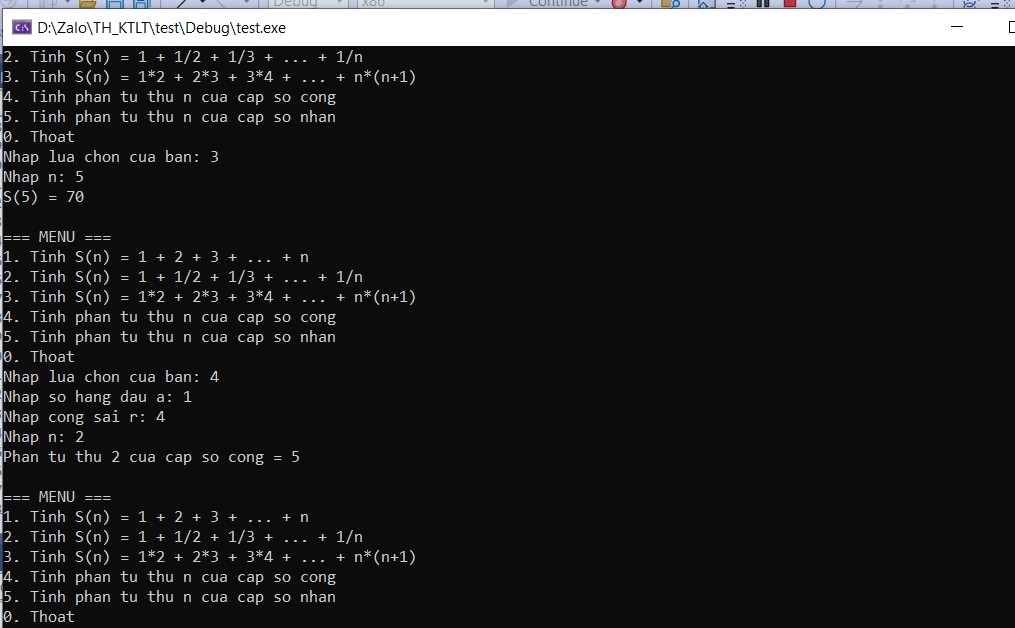 Debug
x86
Continue
D:\Zalo\TH_KTLT\test\Debug\test.exe
2. Tinh S(n) = 1 + 1/2 + 1/3 + ... + 1/n
3. Tinh S(n) = 1*2 + 2*3 + 3*4 + ... + n*(n+1)
4. Tinh phan tu thu n cua cap so cong
5. Tinh phan tu thu n cua cap so nhan
0. Thoat
Nhap lua chon cua ban: 3
Nhap n: 5
S(5) = 70
=== MENU ===
1. Tinh S(n) = 1 + 2 + 3 + ... + n
2. Tinh S(n) = 1 + 1/2 + 1/3 + ... + 1/n
3. Tinh S(n) = 1*2 + 2*3 + 3*4 + ... + n*(n+1)
4. Tinh phan tu thu n cua cap so cong
5. Tinh phan tu thu n cua cap so nhan
0. Thoat
Nhap lua chon cua ban: 4
Nhap so hang dau a: 1
Nhap cong sai r: 4
Nhap n: 2
Phan tu thu 2 cua cap so cong = 5
=== MENU ===
1. Tinh S(n) = 1 + 2 + 3 + ... + n
2. Tinh S(n) = 1 + 1/2 + 1/3 + ... + 1/n
3. Tinh S(n) = 1*2 + 2*3 + 3*4 + ... + n*(n+1)
4. Tinh phan tu thu n cua cap so cong
5. Tinh phan tu thu n cua cap so nhan
0. Thoat